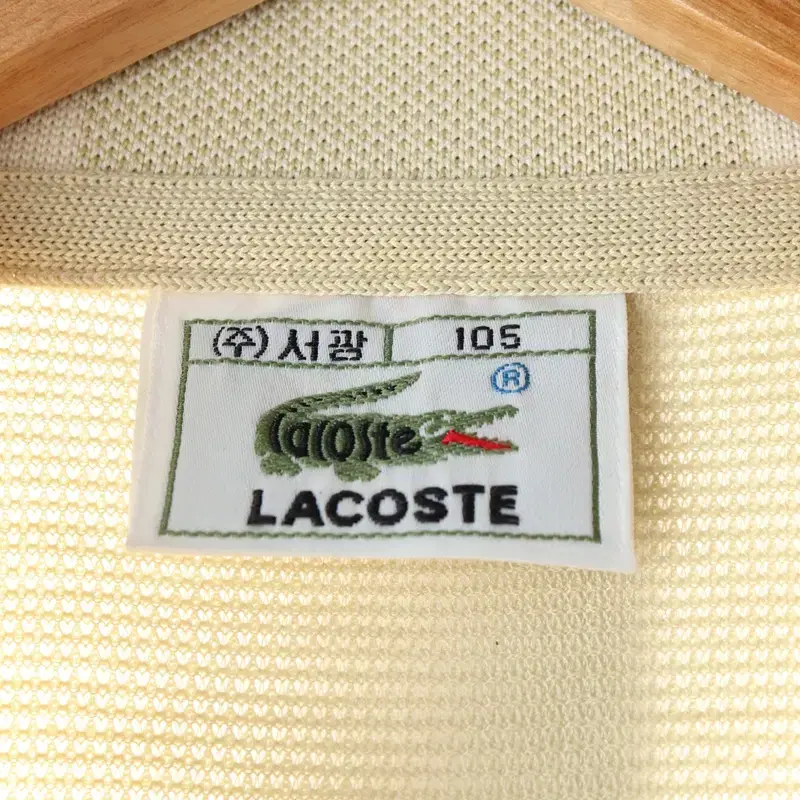 (주) 서광 105
®
Lacoste
LACOSTE